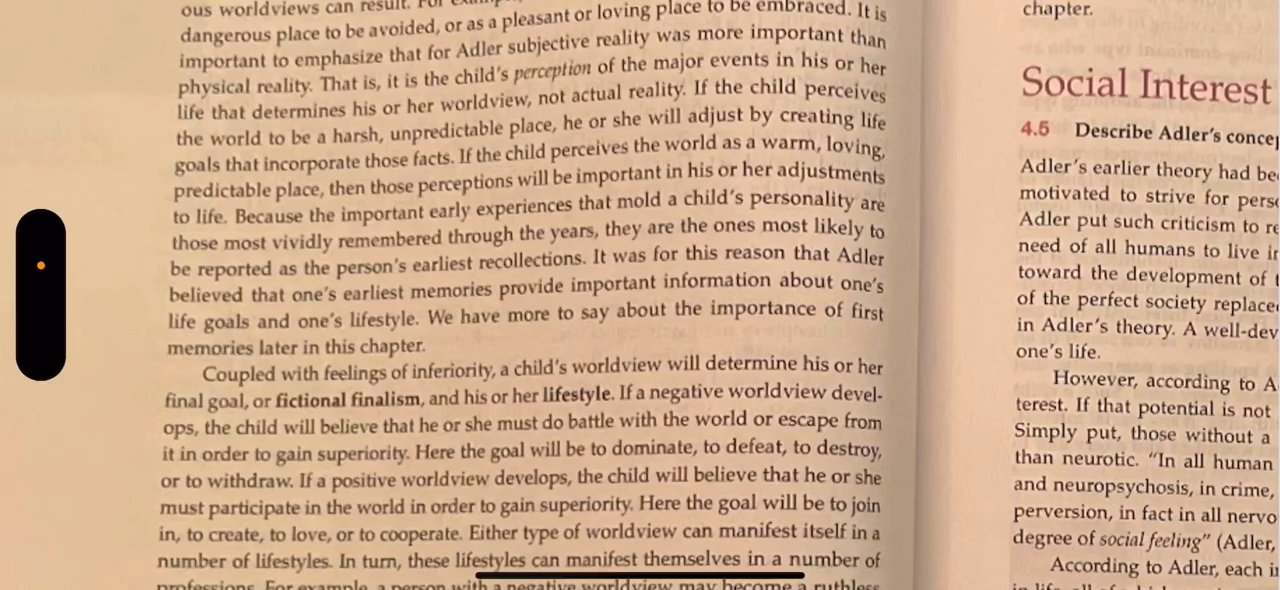 ous worldviews can result. For
dangerous place to be avoided, or as a pleasant or loving place to be embraced. It is
important to emphasize that for Adler subjective reality was more important than
physical reality. That is, it is the child's perception of the major events in his or her
life that determines his or her worldview, not actual reality. If the child perceives
the world to be a harsh, unpredictable place, he or she will adjust by creating life
goals that incorporate those facts. If the child perceives the world as a warm, loving,
predictable place, then those perceptions will be important in his or her adjustments
to life. Because the important early experiences that mold a child's personality are
those most vividly remembered through the years, they are the ones most likely to
be reported as the person's earliest recollections. It was for this reason that Adler
believed that one's earliest memories provide important information about one's
life goals and one's lifestyle. We have more to say about the importance of first
memories later in this chapter.
Coupled with feelings of inferiority, a child's worldview will determine his or her
final goal, or fictional finalism, and his or her lifestyle. If a negative worldview devel-
ops, the child will believe that he or she must do battle with the world or escape from
it in order to gain superiority. Here the goal will be to dominate, to defeat, to destroy,
or to withdraw. If a positive worldview develops, the child will believe that he or she
must participate in the world in order to gain superiority. Here the goal will be to join
in, to create, to love, or to cooperate. Either type of worldview can manifest itself in a
number of lifestyles. In turn, these lifestyles can manifest themselves in a number of
professions. For example, a person with a negative worldview may become a ruthless
chapter.
Social Interest
4.5 Describe Adler's
Adler's earlier theory had
motivated to strive for
Adler put such criticism to
need of all humans to live
toward the development of
of the perfect society
in Adler's theory. A
one's life.
However, according to
terest. If that potential is not
Simply put, those without a
than neurotic. "In all human
and neuropsychosis, in crime,
perversion, in fact in all
degree of social feeling" (Adler,
According to Adler, each